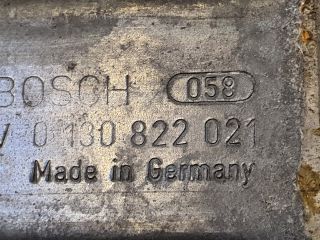 BOSCH 058
V 0 130 822 021
Made in Germany